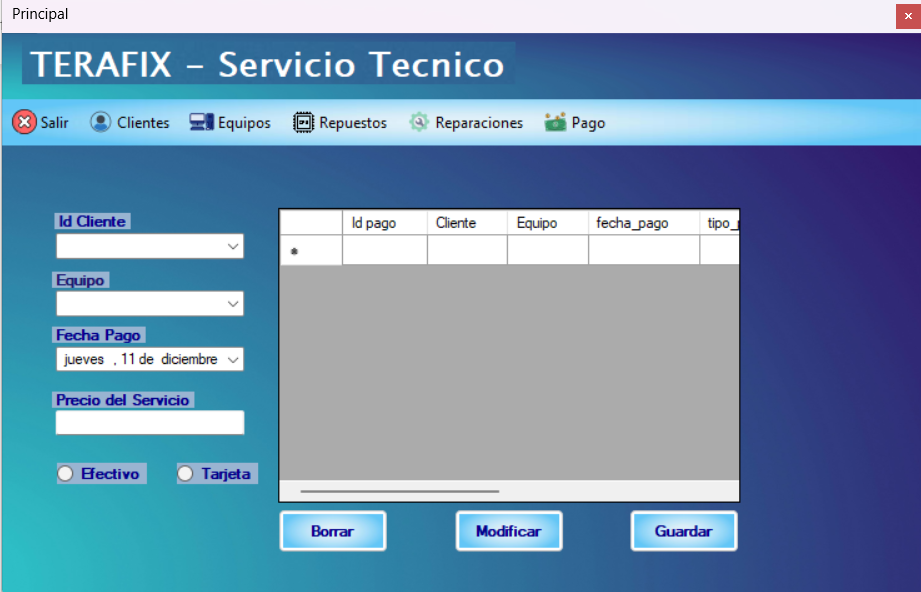 Principal
TERAFIX – Servicio Tecnico
Salir Clientes Equipos Repuestos Reparaciones Pago
Id Cliente
Equipo
Fecha Pago
jueves , 11 de diciembre
Precio del Servicio
Efectivo Tarjeta
Id pago Cliente Equipo fecha_pago tipo_
*
Borrar Modificar Guardar